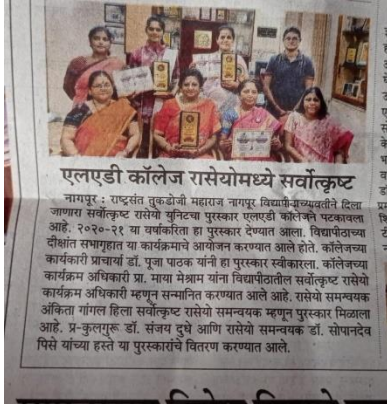 एलएडी कॉलेज रासेयोमध्ये सर्वोत्कृष्ट
नागपूर : राष्ट्रसंत तुकडोजी महाराज नागपूर विद्यापीठाच्यावतीने दिला
जाणारा सर्वोत्कृष्ट रासेयो युनिटचा पुरस्कार एलएडी कॉलेजने पटकावला
आहे. २०२०-२१ या वर्षाकरिता हा पुरस्कार देण्यात आला. विद्यापीठाच्या
दीक्षांत सभागृहात या कार्यक्रमाचे आयोजन करण्यात आले होते. कॉलेजच्या
कार्यकारी प्राचार्या डॉ. पूजा पाठक यांनी हा पुरस्कार स्वीकारला. कॉलेजच्या
कार्यक्रम अधिकारी प्रा. माया मेश्राम यांना विद्यापीठातील सर्वोत्कृष्ट रासेयो
कार्यक्रम अधिकारी म्हणून सन्मानित करण्यात आले आहे. रासेयो समन्वयक
अंकिता गांगल हिला सर्वोत्कृष्ट रासेयो समन्वयक म्हणून पुरस्कार मिळाला
आहे. प्र-कुलगुरू डॉ. संजय दुधे आणि रासेयो समन्वयक डॉ. सोपानदेव
पिसे यांच्या हस्ते या पुरस्कारांचे वितरण करण्यात आले.